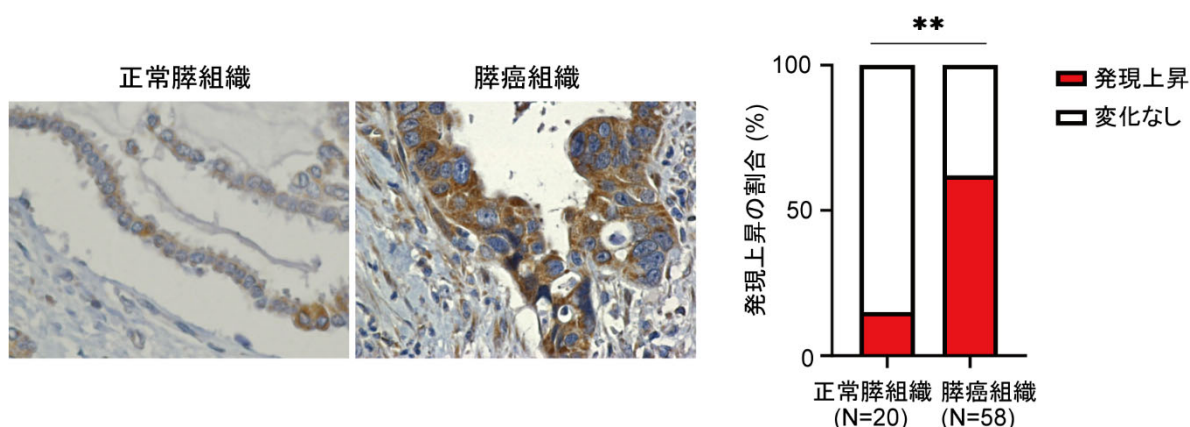 正常膵組織
膵癌組織
**
発現上昇の割合 (%)
100
50
0
発現上昇
変化なし
正常膵組織
(N=20)
膵癌組織
(N=58)